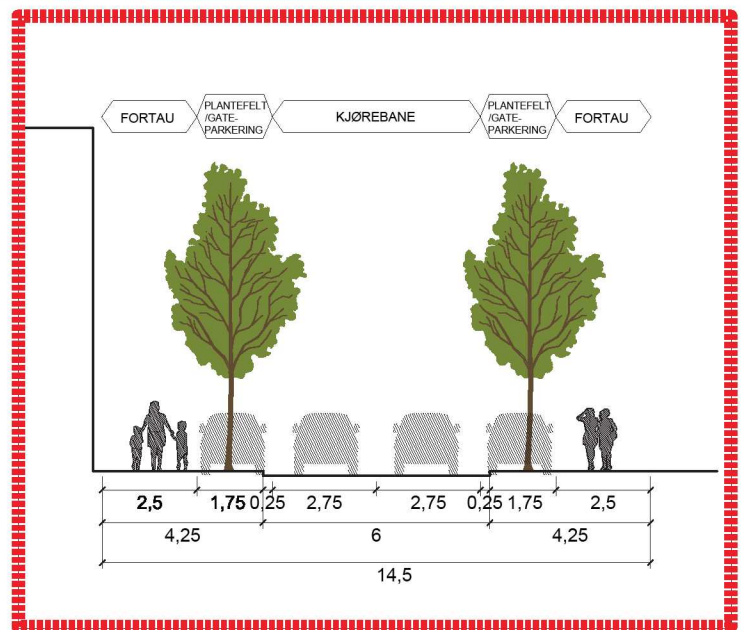 FORTAU
PLANTEFELT
/GATE-
PARKERING
KJØREBANE
PLANTEFELT
/GATE-
PARKERING
FORTAU
2,5 1,75 0,25 2,75 2,75 0,25 1,75 2,5
4,25 6 4,25
14,5